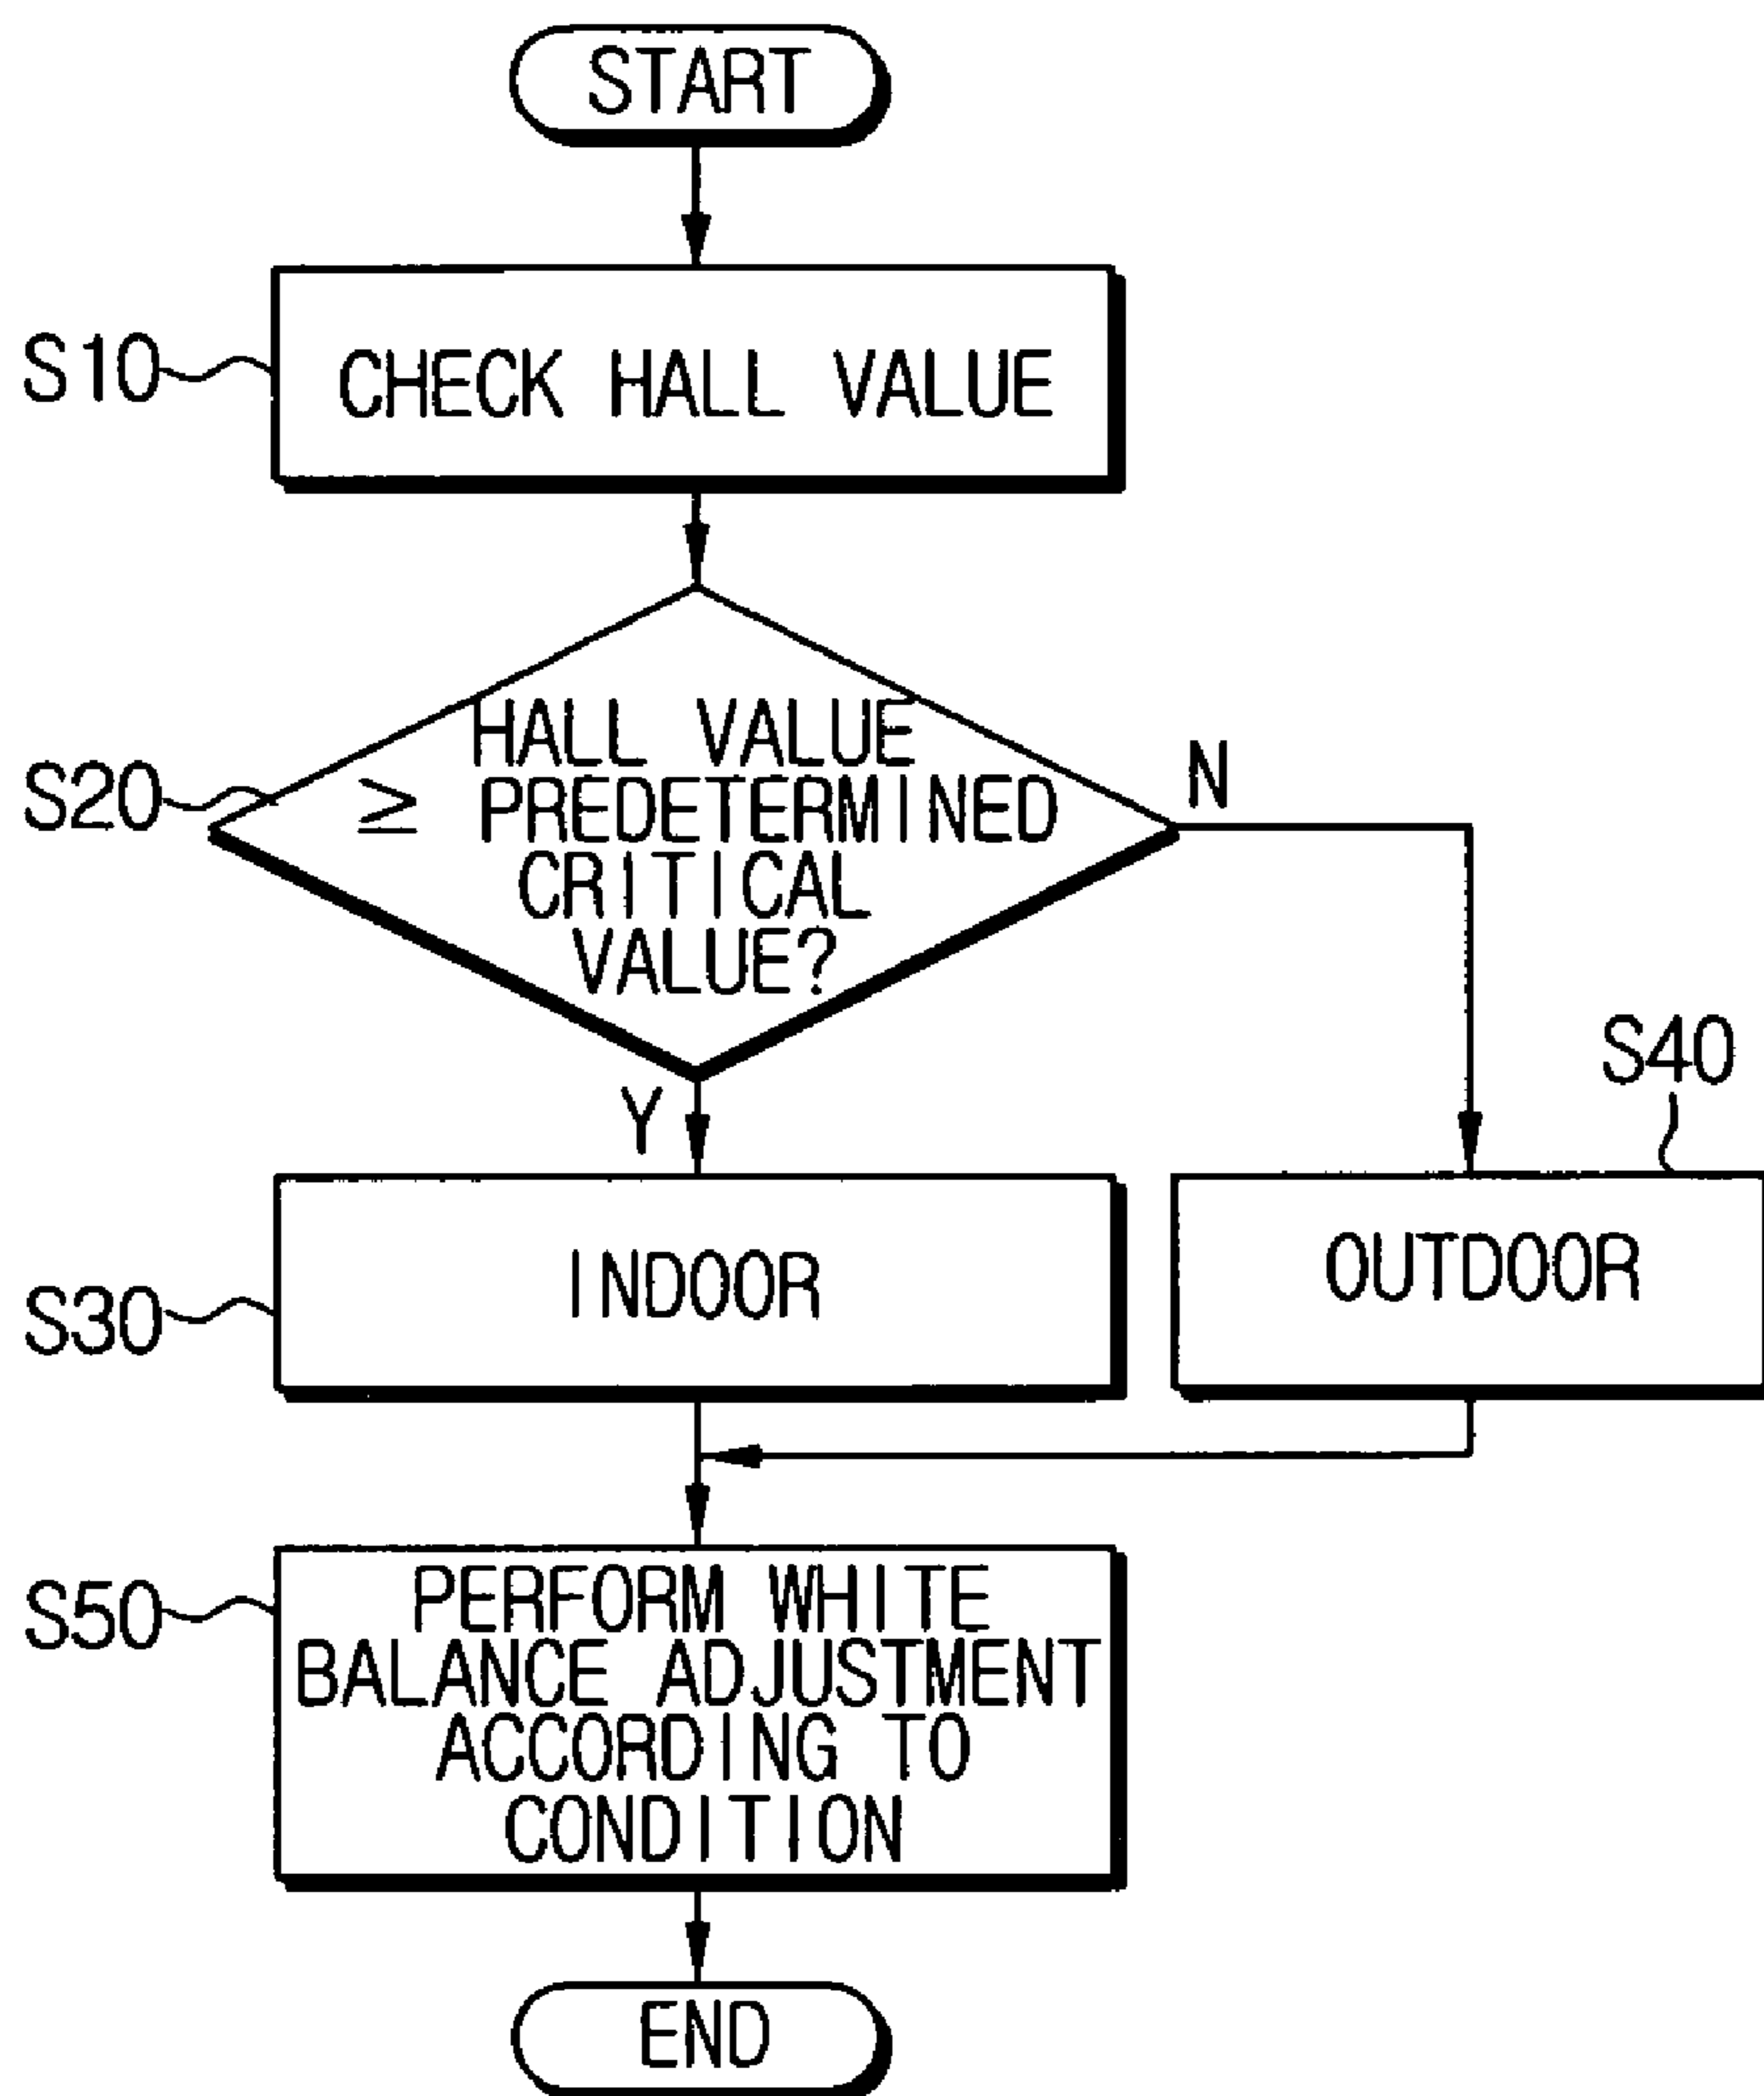 START
S10
CHECK HALL VALUE
HALL VALUE
S20
≥ PREDETERMINED
CRITICAL
VALUE?
N
Y
S40
INDOOR
OUTDOOR
S30
PERFORM WHITE
S50
BALANCE ADJUSTMENT
ACCORDING TO
CONDITION
END